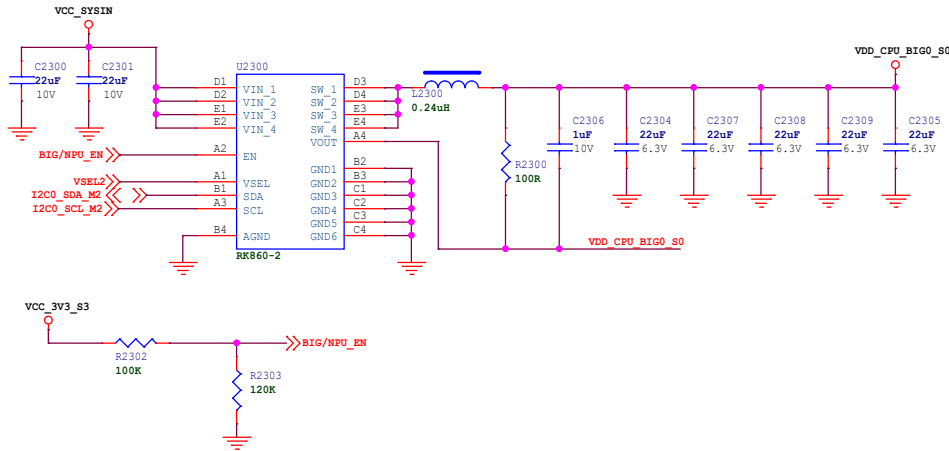 VCC_SYSIN
C2300
22uF
10V
C2301
22uF
10V
U2300
D1 VIN_1 SW_1 D3
D2 VIN_2 SW_2 D4
E1 VIN_3 SW_3 E3
E2 VIN_4 SW_4 E4
VOUT A4
BIG/NPU_EN A2 EN
GND1 B2
VSEL2 A1 VSEL GND2 B3
I2C0_SDA_M2 B1 SDA GND3 C1
I2C0_SCL_M2 A3 SCL GND4 C2
GND5 C3
B4 AGND GND6 C4
RK860-2
L2300
0.24uH
VDD_CPU_BIG0_S0
R2300
100R
C2306
1uF
10V
C2304
22uF
6.3V
C2307
22uF
6.3V
C2308
22uF
6.3V
C2309
22uF
6.3V
C2305
22uF
6.3V
VDD_CPU_BIG0_S0
VCC_3V3_S3
R2302
100K
BIG/NPU_EN
R2303
120K